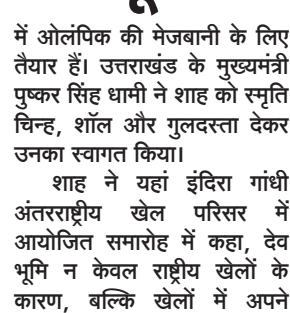 में ओलंपिक की मेजबानी के लिए
तैयार हैं। उत्तराखंड के मुख्यमंत्री
पुष्कर सिंह धामी ने शाह को स्मृति
चिन्ह, शॉल और गुलदस्ता देकर
उनका स्वागत किया।
शाह ने यहां इंदिरा गांधी
अंतरराष्ट्रीय खेल परिसर में
आयोजित समारोह में कहा, देव
भूमि न केवल राष्ट्रीय खेलों के
कारण, बल्कि खेलों में अपने